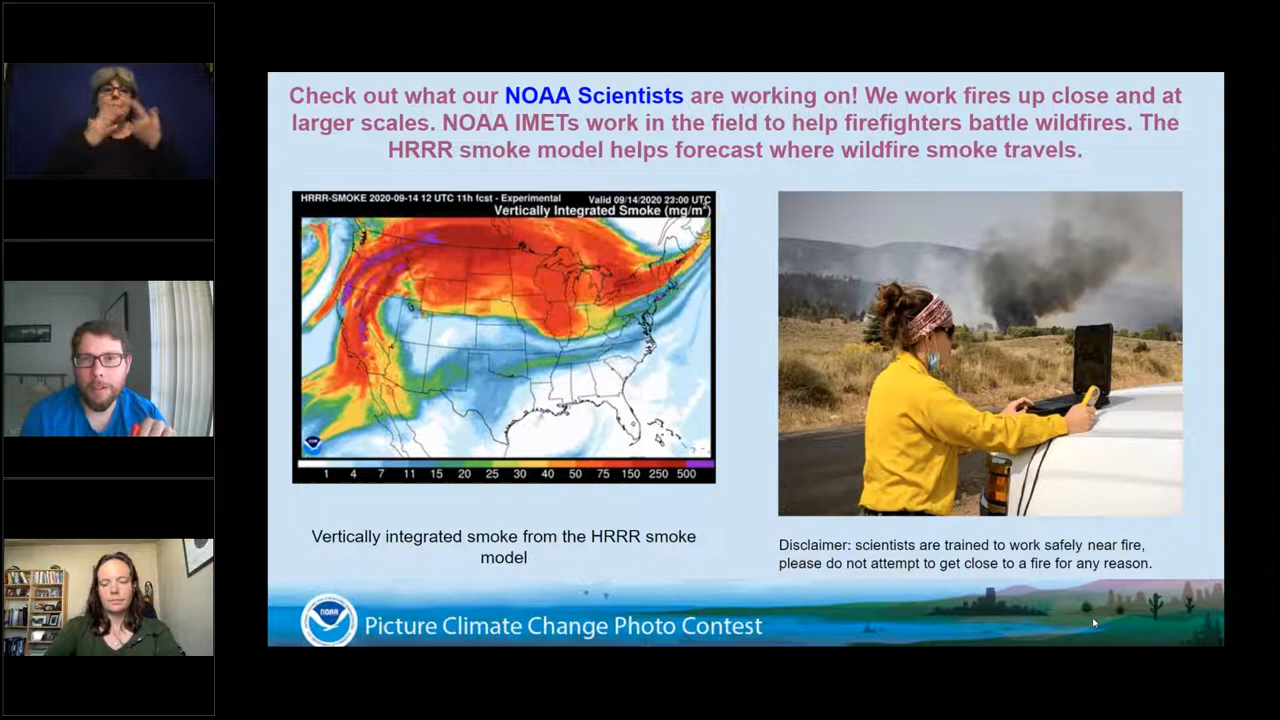 Check out what our NOAA Scientists are working on! We work fires up close and at
larger scales. NOAA IMETs work in the field to help firefighters battle wildfires. The
HRRR smoke model helps forecast where wildfire smoke travels.
HRRR-SMOKE 2020-09-14 12 UTC 11h fcst - Experimental
Valid 09/14/2020 23:00 UTC
Vertically Integrated Smoke (mg/m²)
1 4 7 11 15 20 25 30 40 50 75 150 250 500
Vertically integrated smoke from the HRRR smoke
model
Disclaimer: scientists are trained to work safely near fire,
please do not attempt to get close to a fire for any reason.
NOAA
Picture Climate Change Photo Contest